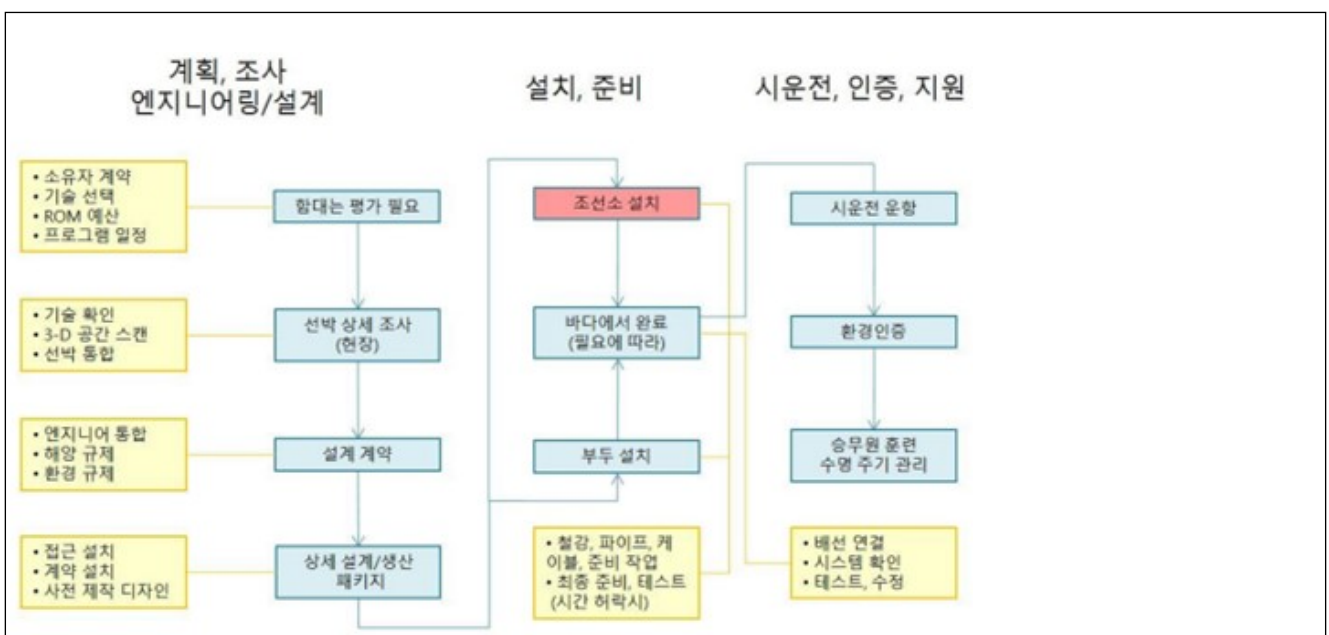 계획, 조사
엔지니어링/설계
• 소유자 계약
• 기술 선택
• ROM 예산
• 프로그램 일정
함대는 평가 필요
• 기술 확인
• 3-D 공간 스캔
• 선박 통합
선박 상세 조사
(현장)
• 엔지니어 통합
• 해양 규제
• 환경 규제
설계 계약
• 접근 설치
• 계약 설치
• 사전 제작 디자인
상세 설계/생산
패키지
설치, 준비
조선소 설치
바다에서 완료
(필요에 따라)
부두 설치
• 철강, 파이프, 케
이블, 준비 작업
• 최종 준비, 테스트
(시간 허락시)
시운전, 인증, 지원
시운전 운항
환경인증
승무원 훈련
수명 주기 관리
• 배선 연결
• 시스템 확인
• 테스트, 수정